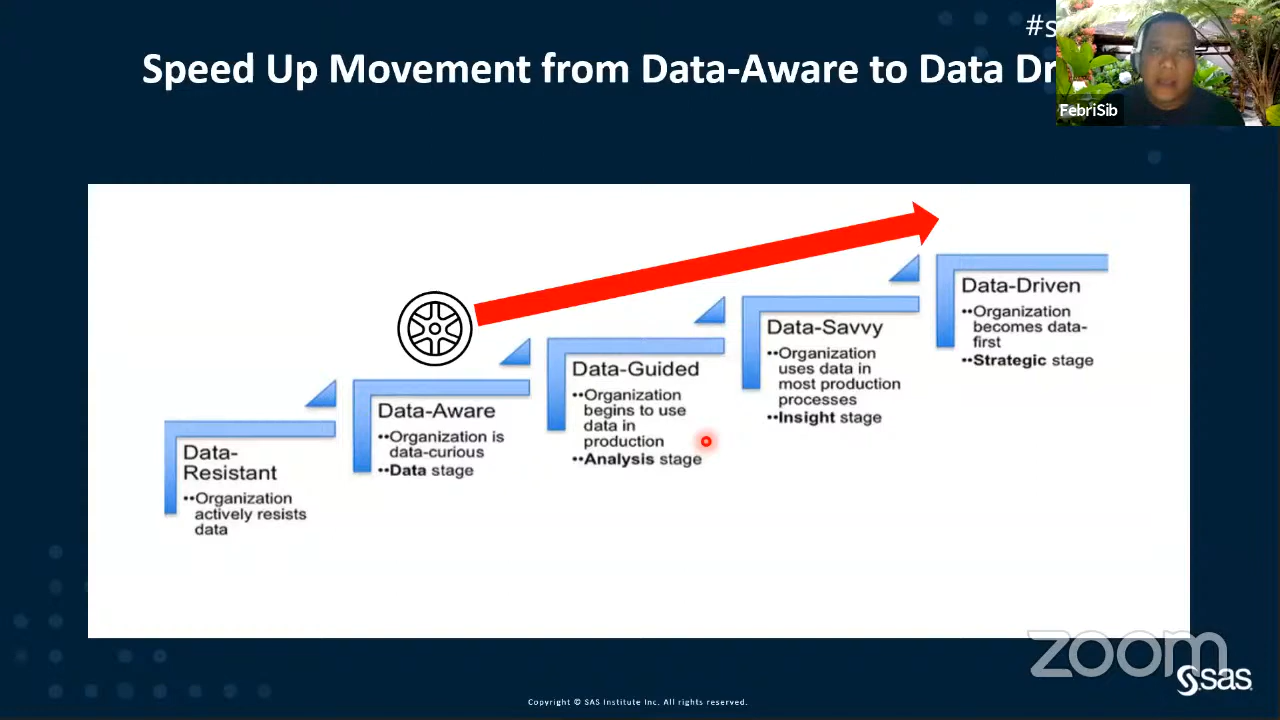 #s
Speed Up Movement from Data-Aware to Data Dr
FebriSib
Data-
Resistant
••Organization
actively resists
data
Data-Aware
••Organization is
data-curious
••Data stage
Data-Guided
••Organization
begins to use
data in
production
••Analysis stage
Data-Savvy
••Organization
uses data in
most production
processes
••Insight stage
Data-Driven
••Organization
becomes data-
first
••Strategic stage
zoom
sas
Copyright © SAS Institute Inc. All rights reserved.